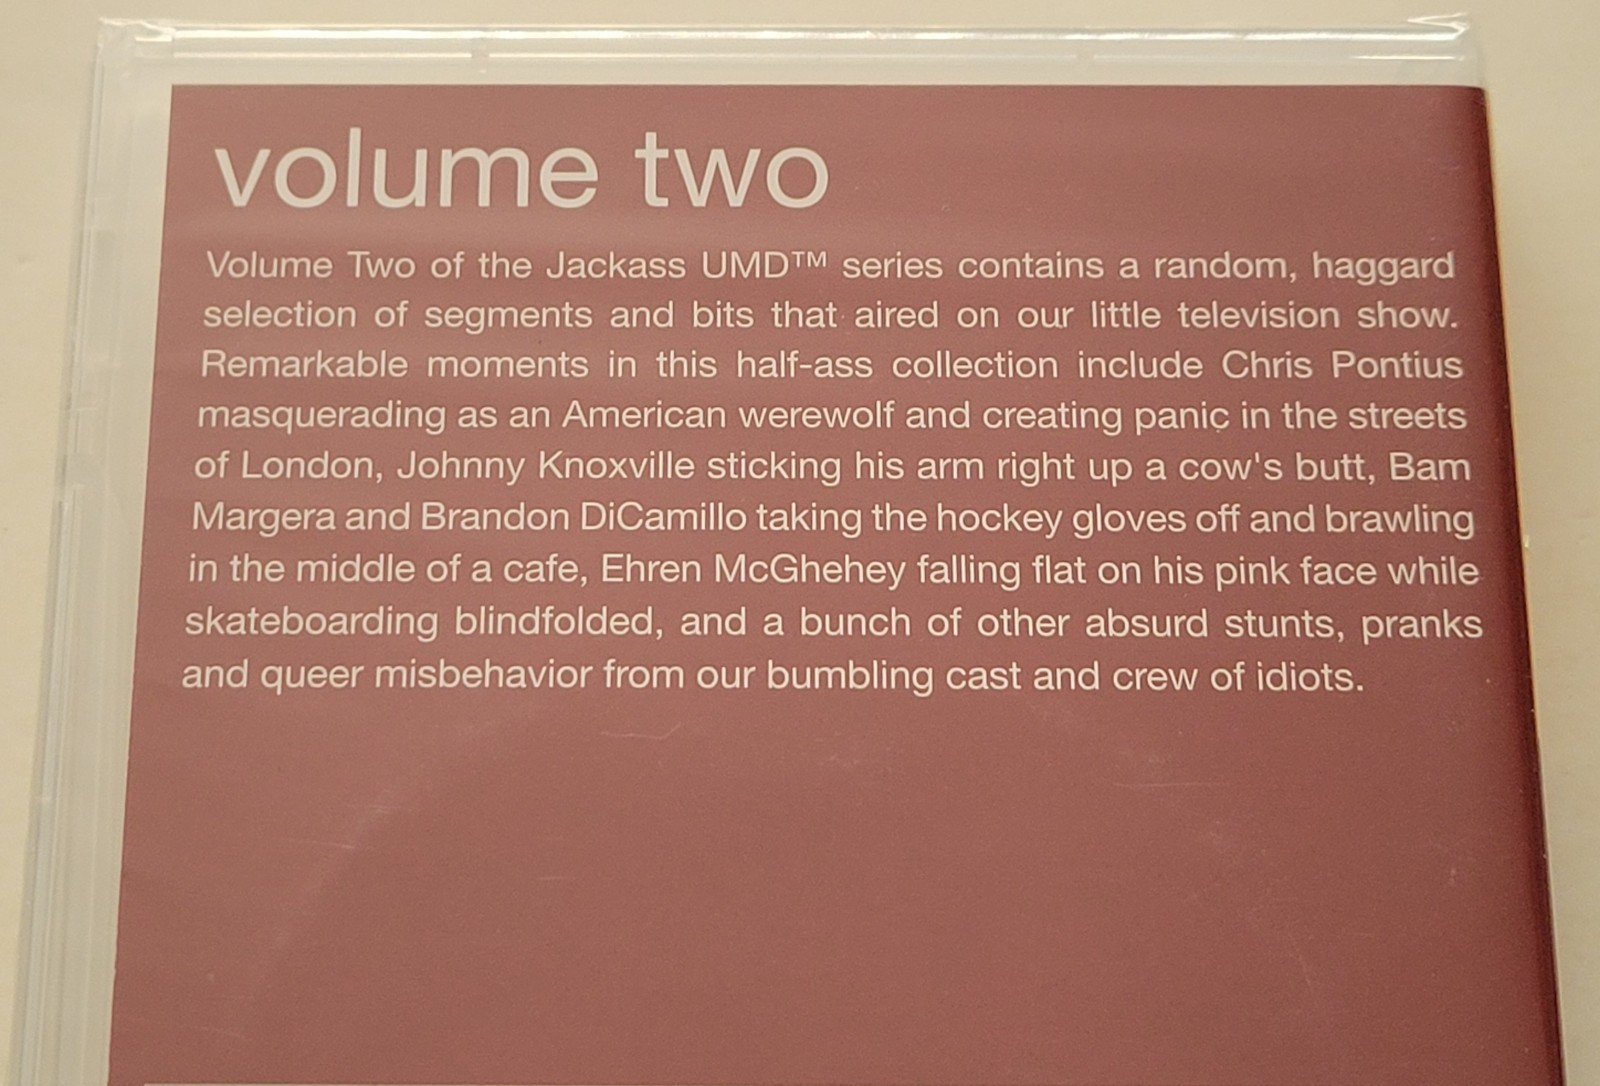 volume two
Volume Two of the Jackass UMD™ series contains a random, haggard
selection of segments and bits that aired on our little television show.
Remarkable moments in this half-ass collection include Chris Pontius
masquerading as an American werewolf and creating panic in the streets
of London, Johnny Knoxville sticking his arm right up a cow's butt, Bam
Margera and Brandon DiCamillo taking the hockey gloves off and brawling
in the middle of a cafe, Ehren McGhehey falling flat on his pink face while
skateboarding blindfolded, and a bunch of other absurd stunts, pranks
and queer misbehavior from our bumbling cast and crew of idiots.